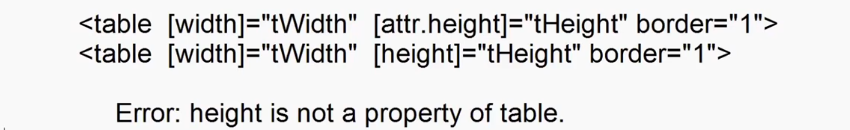 <table [width]="tWidth" [attr.height]="tHeight" border="1">
<table [width]="tWidth" [height]="tHeight" border="1">
Error: height is not a property of table.